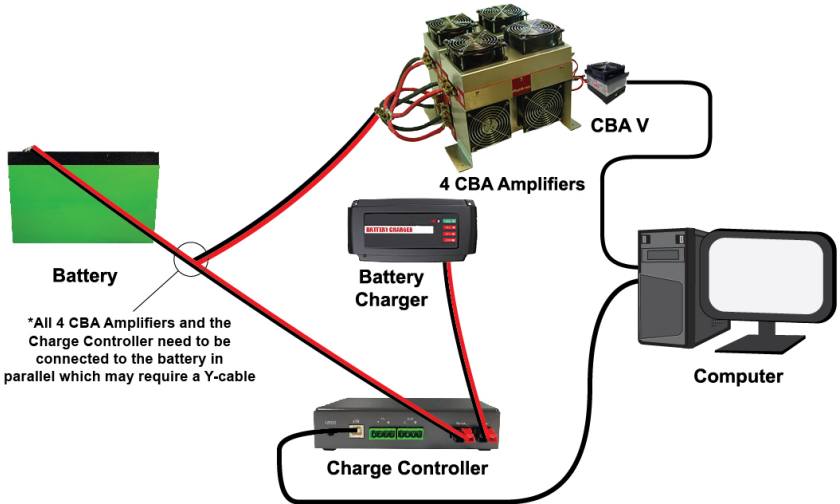 CBA V
4 CBA Amplifiers
BATTERY CHARGER
Battery
Battery
Charger
*All 4 CBA Amplifiers and the
Charge Controller need to be
connected to the battery in
parallel which may require a Y-cable
Computer
USB
Charge Controller